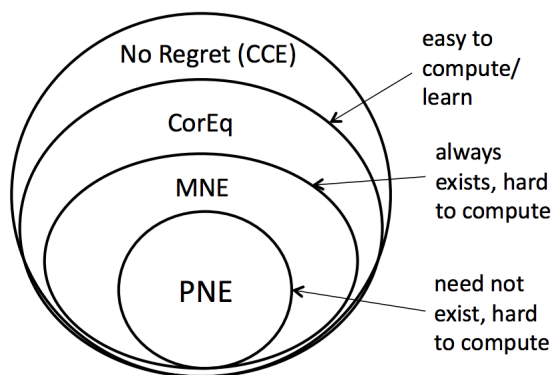 No Regret (CCE)
CorEq
MNE
PNE
easy to
compute/
learn
always
exists, hard
to compute
need not
exist, hard
to compute